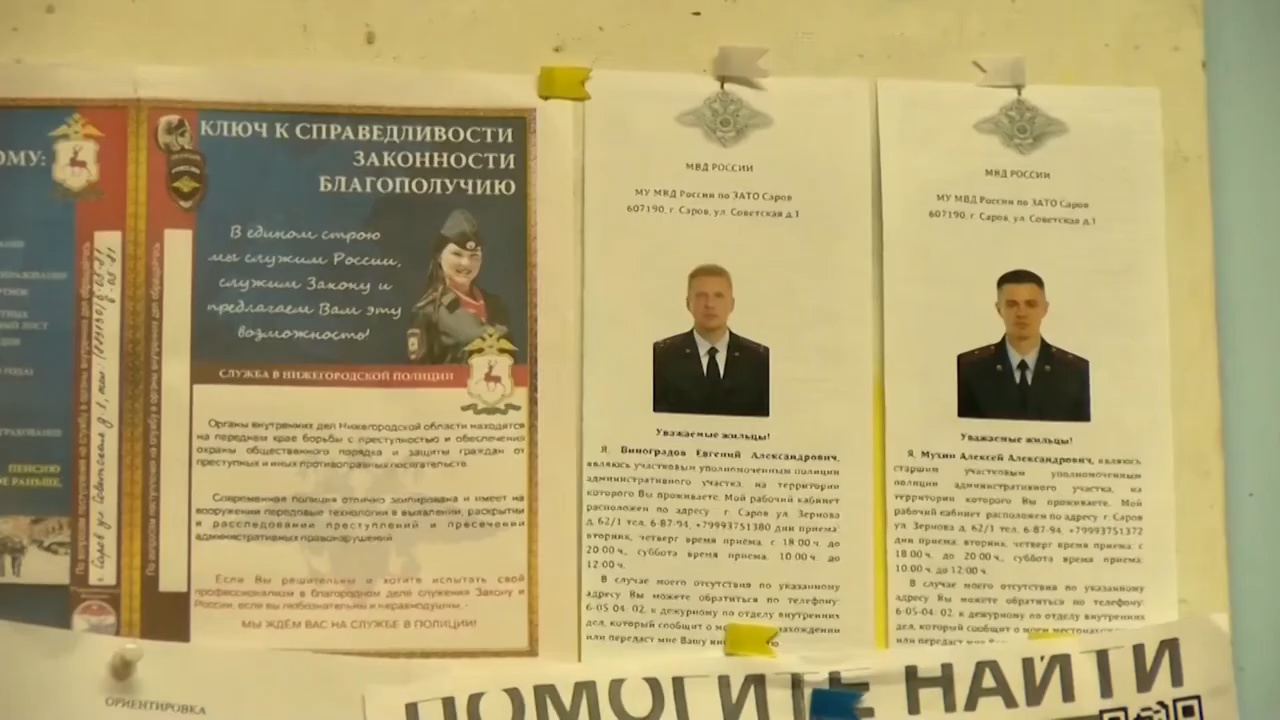 ОМУ:
ПЕНСИЮ
РАНЬШЕ,
КЛЮЧ К СПРАВЕДЛИВОСТИ
ЗАКОННОСТИ
БЛАГОПОЛУЧИЮ
В едином строю
мы служим России,
служим Закону и
предлагаем Вам эту
возможность!
СЛУЖБА В НИЖЕГОРОДСКОЙ ПОЛИЦИИ
Органы внутренних дел Нижегородской области находятся
на переднем крае борьбы с преступностью и обеспечения
охраны общественного порядка и защиты граждан от
преступных и иных противоправных посягательств.
Современная полиция отлично экипирована и имеет на
вооружении передовые технологии в выявлении, раскрытии
и расследовании преступлений и пресечении
административных правонарушений
Если Вы решительны и хотите испытать свой
профессионализм в благородном деле служения Закону и
России, если вы любознательны и неравнодушны, -
МЫ ЖДЁМ ВАС НА СЛУЖБЕ В ПОЛИЦИИ!
МВД РОССИИ
МУ МВД России по ЗАТО Саров
607190, г. Саров, ул. Советская д.1
Уважаемые жильцы!
Я, Виноградов Евгений Александрович,
являюсь участковым уполномоченным полиции
административного участка, на территории
которого Вы проживаете. Мой рабочий кабинет
расположен по адресу г. Саров ул. Зернова
д. 62/1 тел. 6-87-94, +79993751380 дни приема:
вторник, четверг время приёма, с 18:00 ч. до
20:00 ч., суббота время приема, 10:00 ч. до
12:00 ч.
В случае моего отсутствия по указанному
адресу Вы можете обратиться по телефону:
6-05-04; 02, к дежурному по отделу внутренних
дел, который сообщит о нахождении
или передаст мне Вашу
МВД РОССИИ
МУ МВД России по ЗАТО Саров
607190, г. Саров, ул. Советская д.1
Уважаемые жильцы!
Я, Мухин Алексей Александрович, являюсь
старшим участковым уполномоченным
полиции административного участка, на
территории которого Вы проживаете. Мой
рабочий кабинет расположен по адресу г. Саров
ул. Зернова д. 62/1 тел. 6-87-94, +79993751372
дни приема: вторник, четверг время приема, с
18:00 ч. до 20:00 ч., суббота время приема,
10:00 ч. до 12:00 ч.
В случае моего отсутствия по указанному
адресу Вы можете обратиться по телефону:
6-05-04; 02, к дежурному по отделу внутренних
дел, который сообщит о моем
или передаст мне
ОРИЕНТИРОВКА
ПОМОГИТЕ НАЙТИ